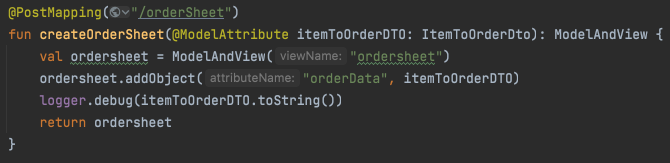 @PostMapping("/orderSheet")
fun createOrderSheet(@ModelAttribute itemToOrderDTO: ItemToOrderDto): ModelAndView {
val ordersheet = ModelAndView( viewName: "ordersheet")
ordersheet.addObject( attributeName: "orderData", itemToOrderDTO)
logger.debug(itemToOrderDTO.toString())
return ordersheet
}